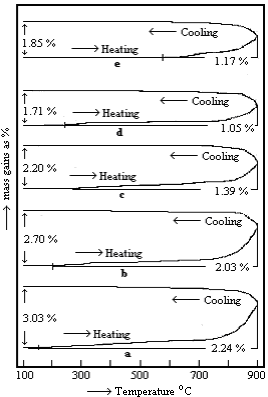 Cooling
1.85 %
Heating
e
1.17 %
Cooling
1.71 %
Heating
d
1.05 %
Cooling
2.20 %
Heating
c
1.39 %
Cooling
2.70 %
Heating
b
2.03 %
Cooling
3.03 %
Heating
a
2.24 %
mass gains as %
100 300 500 700 900
Temperature °C